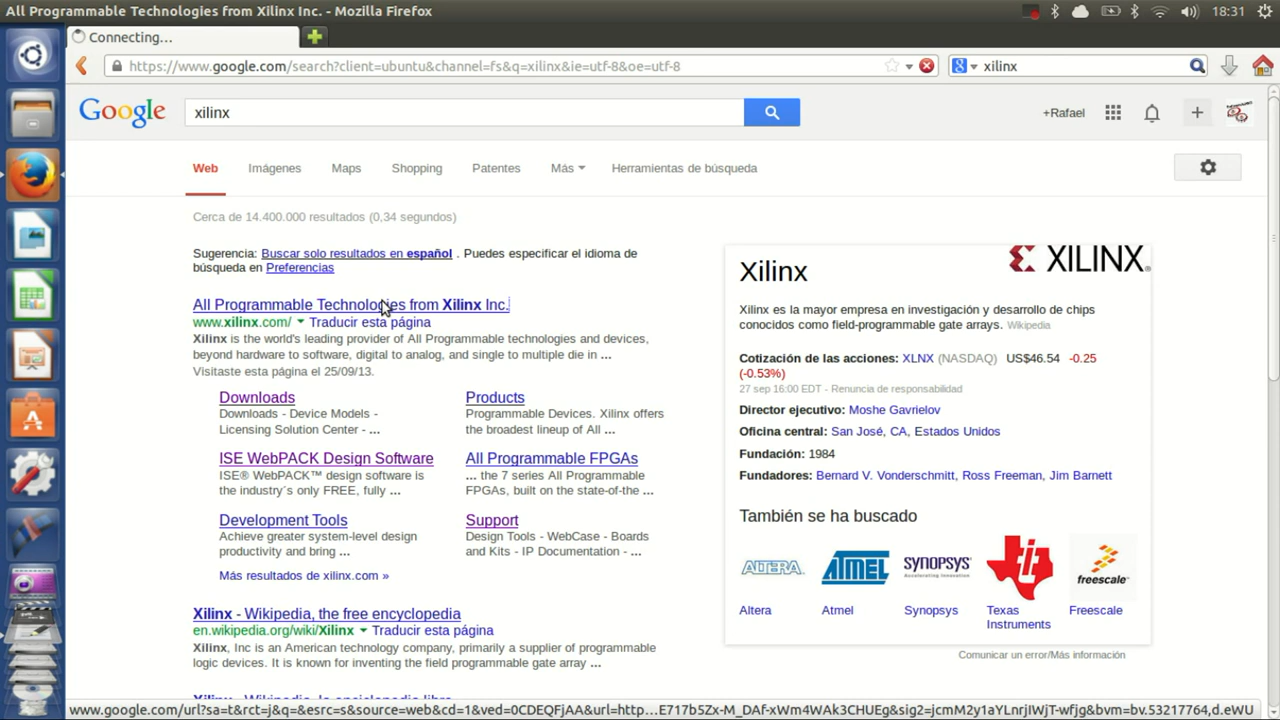 All Programmable Technologies from Xilinx Inc. - Mozilla Firefox
18:31
Connecting...
https://www.google.com/search?client=ubuntu&channel=fs&q=xilinx&ie=utf-8&oe=utf-8
xilinx
Google
xilinx
+Rafael
Web Imágenes Maps Shopping Patentes Más Herramientas de búsqueda
Cerca de 14.400.000 resultados (0,34 segundos)
Sugerencia: Buscar solo resultados en español . Puedes especificar el idioma de
búsqueda en Preferencias
All Programmable Technologies from Xilinx Inc.
www.xilinx.com/ Traducir esta página
Xilinx is the world's leading provider of All Programmable technologies and devices,
beyond hardware to software, digital to analog, and single to multiple die in ...
Visitaste esta página el 25/09/13.
Downloads
Downloads - Device Models -
Licensing Solution Center - ...
Products
Programmable Devices. Xilinx offers
the broadest lineup of All ...
ISE WebPACK Design Software
ISE® WebPACK™ design software is
the industry´s only FREE, fully ...
All Programmable FPGAs
... the 7 series All Programmable
FPGAs, built on the state-of-the ...
Development Tools
Achieve greater system-level design
productivity and bring ...
Support
Design Tools - WebCase - Boards
and Kits - IP Documentation - ...
Más resultados de xilinx.com »
Xilinx - Wikipedia, the free encyclopedia
en.wikipedia.org/wiki/Xilinx Traducir esta página
Xilinx, Inc is an American technology company, primarily a supplier of programmable
logic devices. It is known for inventing the field programmable gate array ...
Xilinx - Wikipedia, la enciclopedia libre
Xilinx
XILINX®
Xilinx es la mayor empresa en investigación y desarrollo de chips
conocidos como field-programmable gate arrays. Wikipedia
Cotización de las acciones: XLNX (NASDAQ) US$46.54 -0.25
(-0.53%)
27 sep 16:00 EDT - Renuncia de responsabilidad
Director ejecutivo: Moshe Gavrielov
Oficina central: San José, CA, Estados Unidos
Fundación: 1984
Fundadores: Bernard V. Vonderschmitt, Ross Freeman, Jim Barnett
También se ha buscado
ALTERA. ATMEL SYNOPSYS freescale
Accelerating Innovation
Altera Atmel Synopsys Texas Freescale
Instruments
Comunicar un error/Más información
www.google.com/url?sa=t&rct=j&q=&esrc=s&source=web&cd=1&ved=0CDEQFjAA&url=http...E717b5Zx-M_DAf-xWm4WAk3CHUEg&sig2=jcmM2y1aYLnrjIWjT-wfjg&bvm=bv.53217764,d.eWU